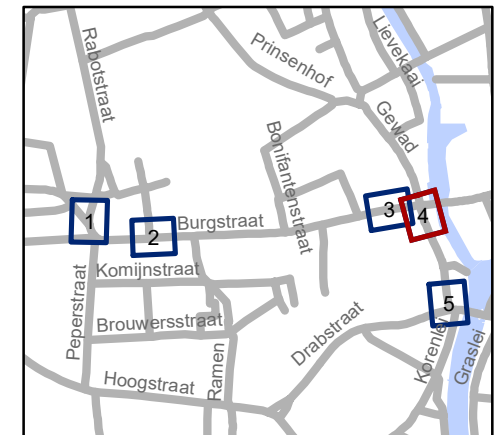 Rabotstraat
Prinsenhof
Lievekaai
Gewad
Bonifantenstraat
1
2
Burgstraat
3
4
Komijnstraat
Peperstraat
Brouwersstraat
Ramen
Drabstraat
5
Korenlei
Graslei
Hoogstraat